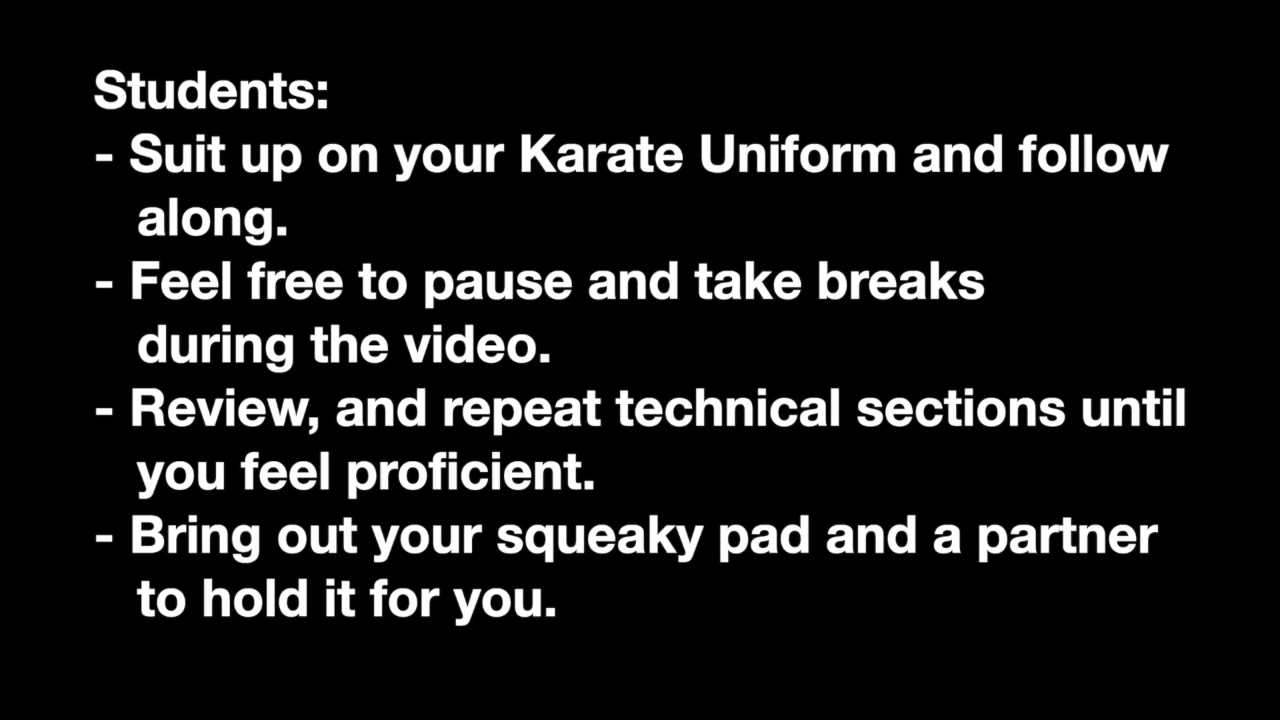 Students:
- Suit up on your Karate Uniform and follow
along.
- Feel free to pause and take breaks
during the video.
- Review, and repeat technical sections until
you feel proficient.
- Bring out your squeaky pad and a partner
to hold it for you.